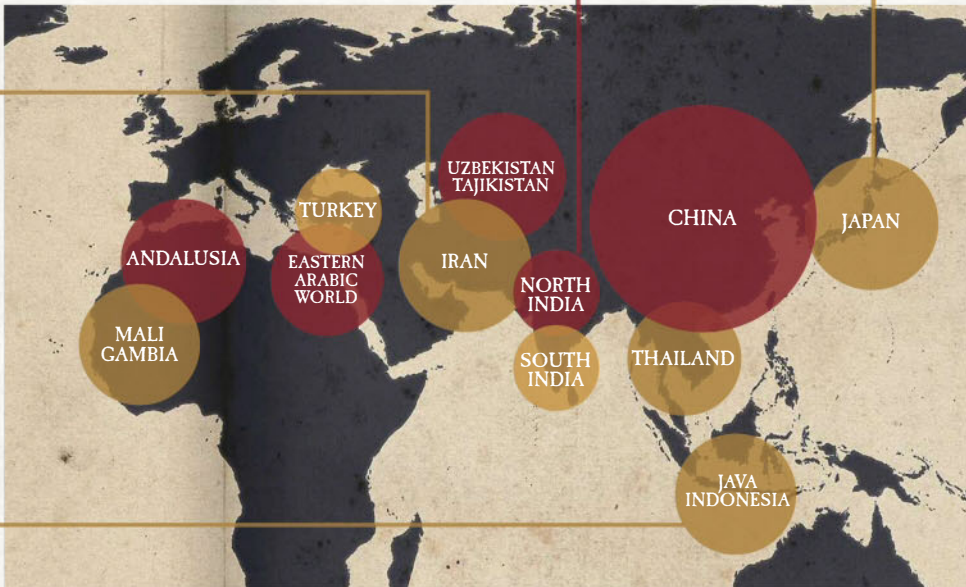 UZBEKISTAN
TAJIKISTAN
TURKEY
CHINA
JAPAN
ANDALUSIA
EASTERN
ARABIC
WORLD
IRAN
NORTH
INDIA
MALI
GAMBIA
SOUTH
INDIA
THAILAND
JAVA
INDONESIA